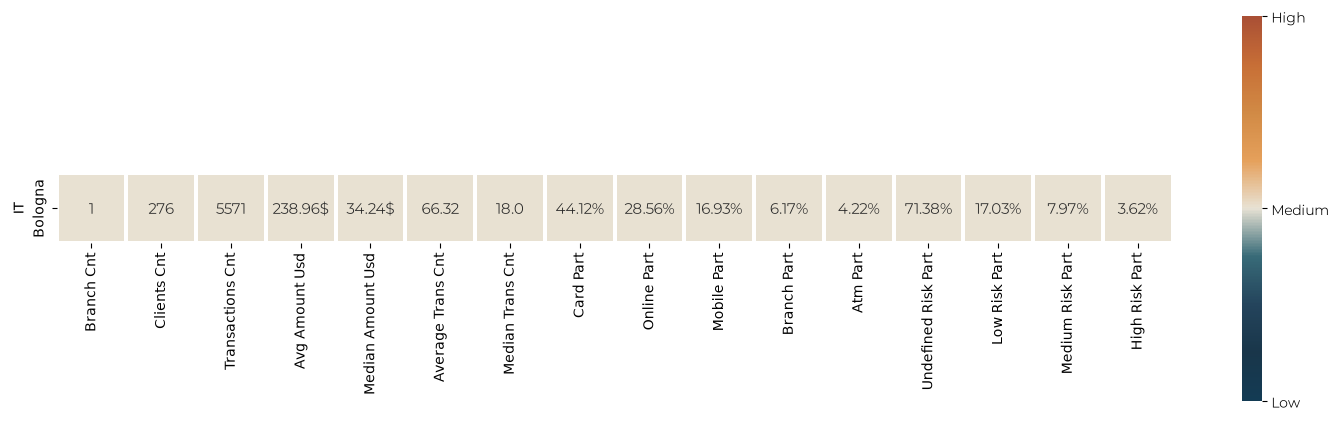 High
Medium
Low
IT
Bologna
1 276 5571 238.96$ 34.24$ 66.32 18.0 44.12% 28.56% 16.93% 6.17% 4.22% 71.38% 17.03% 7.97% 3.62%
Branch Cnt
Clients Cnt
Transactions Cnt
Avg Amount Usd
Median Amount Usd
Average Trans Cnt
Median Trans Cnt
Card Part
Online Part
Mobile Part
Branch Part
Atm Part
Undefined Risk Part
Low Risk Part
Medium Risk Part
High Risk Part